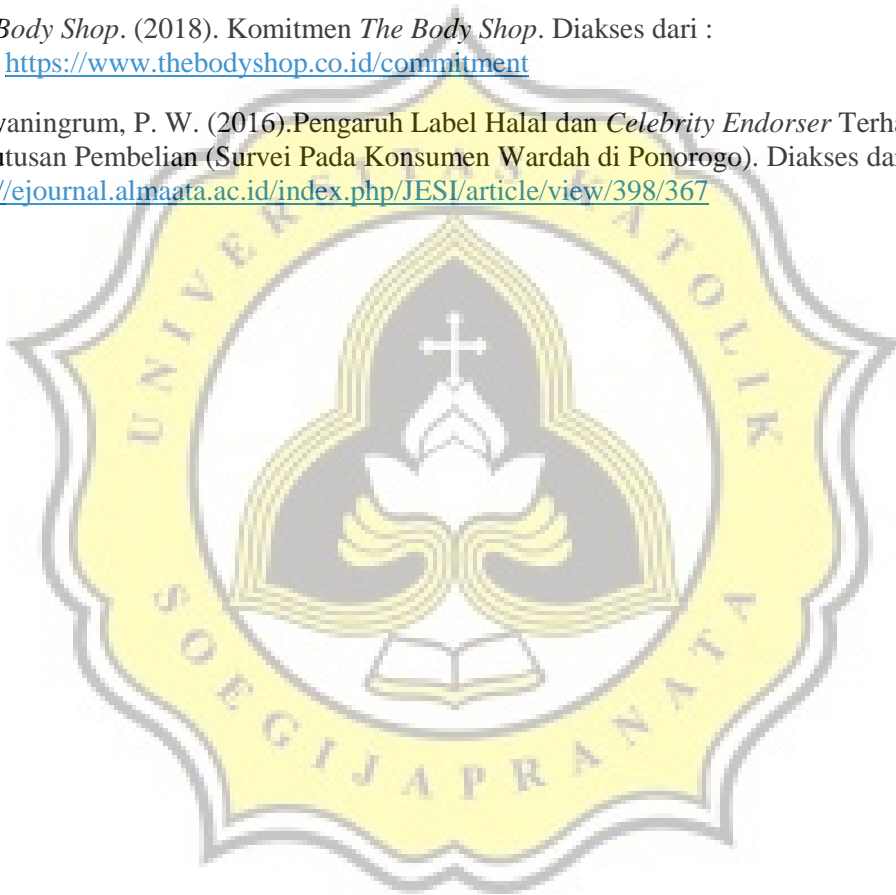 Body Shop. (2018). Komitmen The Body Shop. Diakses dari :
https://www.thebodyshop.co.id/commitment
yaningrum, P. W. (2016).Pengaruh Label Halal dan Celebrity Endorser Terha
utusan Pembelian (Survei Pada Konsumen Wardah di Ponorogo). Diakses da
//ejournal.almaata.ac.id/index.php/JESI/article/view/398/367
UNIVERSITAS KATOLIK
SOEGIJAPRANATA